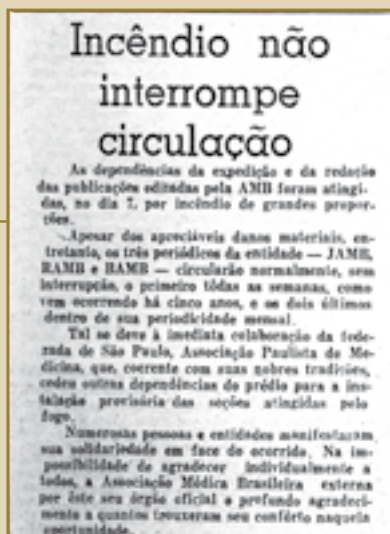 Incêndio não
interrompe
circulação
As dependências da expedição e da redação
das publicações editadas pela AMB foram atingi-
das, no dia 7, por incêndio de grandes propor-
ções.
Apesar dos apreciáveis danos materiais, en-
tretanto, os três periódicos da entidade — JAMB,
RAMB e BAMB — circularão normalmente, sem
interrupção, o primeiro tôdas as semanas, como
vem ocorrendo há cinco anos, e os dois últimos
dentro de sua periodicidade mensal.
Tal se deve à imediata colaboração da fede-
rada de São Paulo, Associação Paulista de Me-
dicina, que, coerente com suas nobres tradições,
cedeu outras dependências do prédio para a ins-
talação provisória das seções atingidas pelo
fogo.
Numerosas pessoas e entidades manifestaram
sua solidariedade em face do ocorrido. Na im-
possibilidade de agradecer individualmente a
todos, a Associação Médica Brasileira externa
por êste seu órgão oficial o profundo agradeci-
mento a quantos trouxeram seu confôrto naquela
oportunidade.